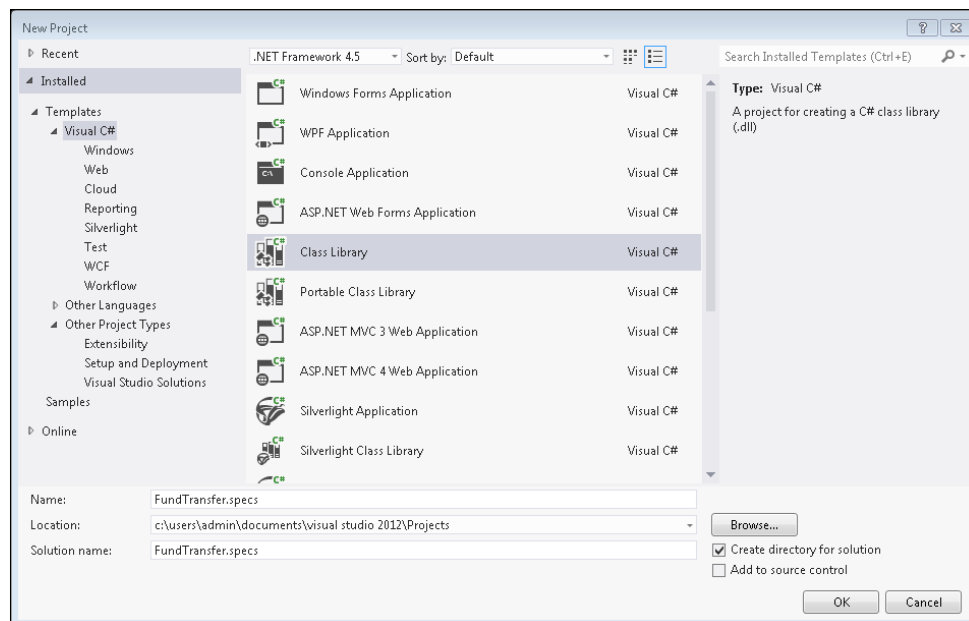 New Project
Recent
.NET Framework 4.5 Sort by: Default
Search Installed Templates (Ctrl+E)
Installed
Templates
Visual C#
Windows
Web
Cloud
Reporting
Silverlight
Test
WCF
Workflow
Other Languages
Other Project Types
Extensibility
Setup and Deployment
Visual Studio Solutions
Samples
Online
Windows Forms Application Visual C#
WPF Application Visual C#
Console Application Visual C#
ASP.NET Web Forms Application Visual C#
Class Library Visual C#
Portable Class Library Visual C#
ASP.NET MVC 3 Web Application Visual C#
ASP.NET MVC 4 Web Application Visual C#
Silverlight Application Visual C#
Silverlight Class Library Visual C#
Type: Visual C#
A project for creating a C# class library
(.dll)
Name: FundTransfer.specs
Location: c:\users\admin\documents\visual studio 2012\Projects
Browse...
Solution name: FundTransfer.specs
Create directory for solution
Add to source control
OK Cancel